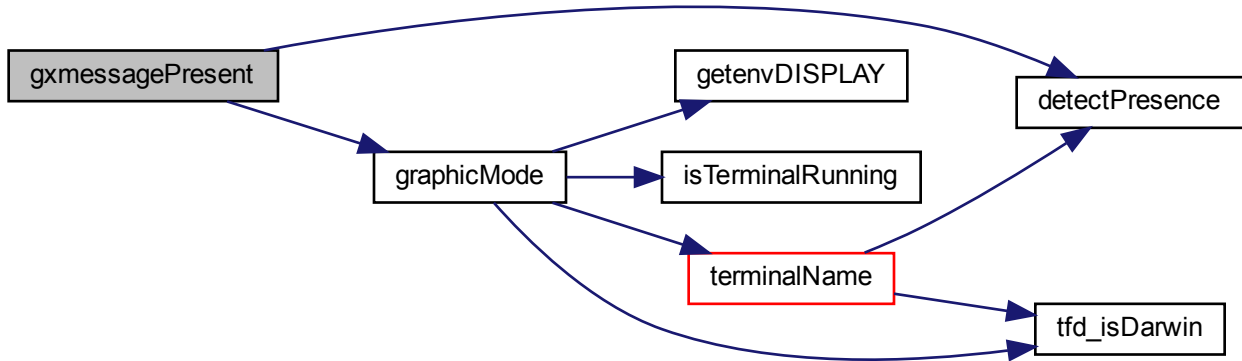 gxmessagePresent
getenvDISPLAY
detectPresence
graphicMode
isTerminalRunning
terminalName
tfd_isDarwin